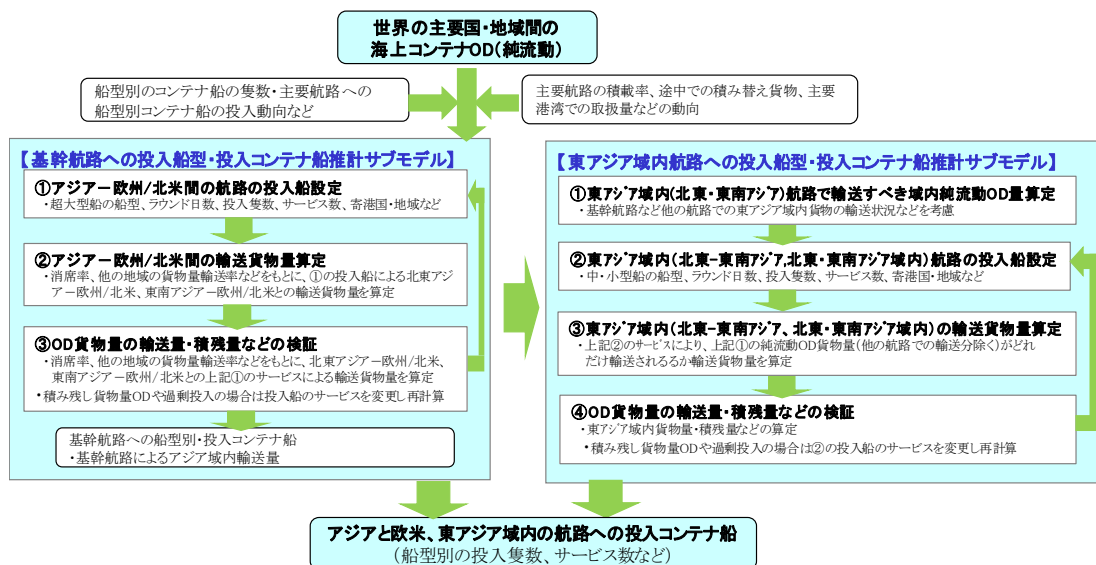 世界の主要国・地域間の
海上コンテナOD(純流動)
船型別のコンテナ船の隻数・主要航路への
船型別コンテナ船の投入動向など
主要航路の積載率、途中での積み替え貨物、主要
港湾での取扱量などの動向
【基幹航路への投入船型・投入コンテナ船推計サブモデル】
①アジアー欧州/北米間の航路の投入船設定
・超大型船の船型、ラウンド日数、投入隻数、サービス数、寄港国・地域など
②アジアー欧州/北米間の輸送貨物量算定
・消席率、他の地域の貨物量輸送率などをもとに、①の投入船による北東アジ
アー欧州/北米、東南アジアー欧州/北米との輸送貨物量を算定
③OD貨物量の輸送量・積残量などの検証
・消席率、他の地域の貨物量輸送率などをもとに、北東アジアー欧州/北米、
東南アジアー欧州/北米との上記①のサービスによる輸送貨物量を算定
・積み残し貨物量ODや過剰投入の場合は投入船のサービスを変更し再計算
基幹航路への船型別・投入コンテナ船
・基幹航路によるアジア域内輸送量
【東アジア域内航路への投入船型・投入コンテナ船推計サブモデル】
①東アジア域内(北東・東南アジア)航路で輸送すべき域内純流動OD量算定
・基幹航路など他の航路での東アジア域内貨物の輸送状況などを考慮
②東アジア域内(北東−東南アジア,北東・東南アジア域内)航路の投入船設定
・中・小型船の船型、ラウンド日数、投入隻数、サービス数、寄港国・地域など
③東アジア域内(北東−東南アジア、北東・東南アジア域内)の輸送貨物量算定
・上記②のサービスにより、上記①の純流動OD貨物量(他の航路での輸送分除く)がどれ
だけ輸送されるるか輸送貨物量を算定
④OD貨物量の輸送量・積残量などの検証
・東アジア域内貨物量・積残量などの算定
・積み残し貨物量ODや過剰投入の場合は②の投入船のサービスを変更し再計算
アジアと欧米、東アジア域内の航路への投入コンテナ船
(船型別の投入隻数、サービス数など)